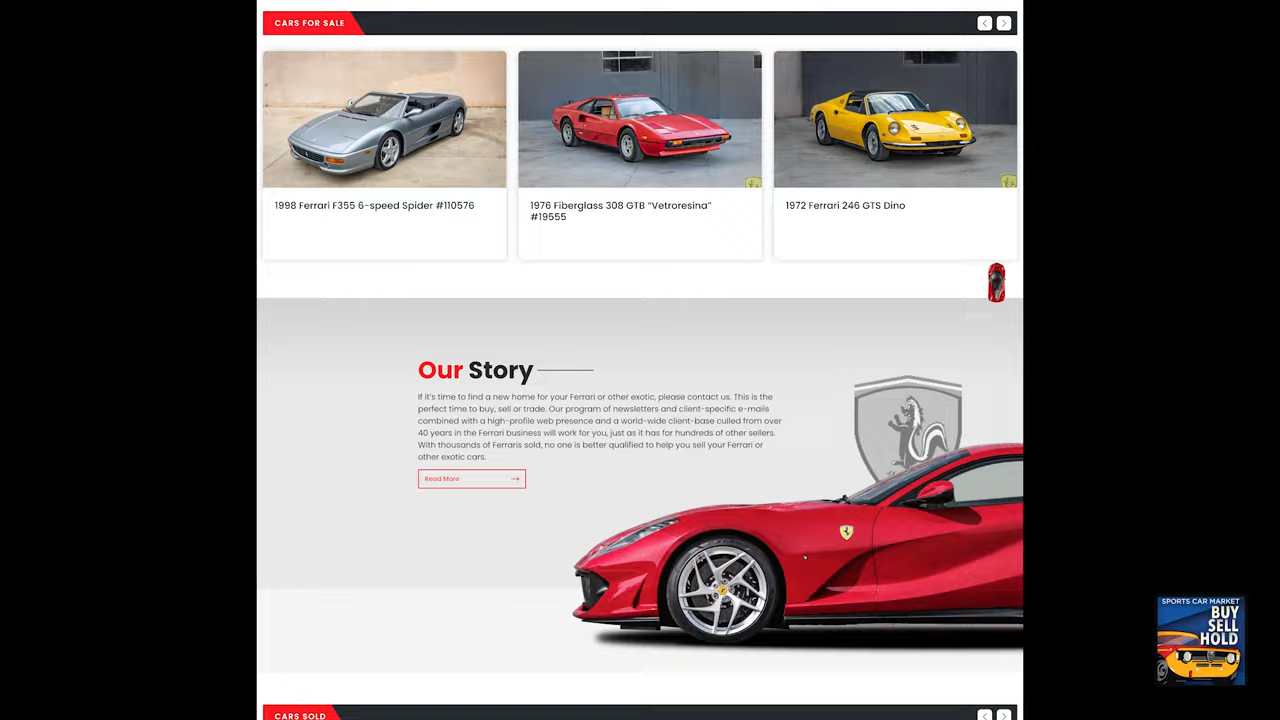 CARS FOR SALE
1998 Ferrari F355 6-speed Spider #110576
1976 Fiberglass 308 GTB “Vetroresina”
#19555
1972 Ferrari 246 GTS Dino
Our Story
If it’s time to find a new home for your Ferrari or other exotic, please contact us. This is the
perfect time to buy, sell or trade. Our program of newsletters and client-specific e-mails
combined with a high-profile web presence and a world-wide client-base culled from over
40 years in the Ferrari business will work for you, just as it has for hundreds of other sellers.
With thousands of Ferraris sold, no one is better qualified to help you sell your Ferrari or
other exotic cars.
Read More
SPORTS CAR MARKET
BUY
SELL
HOLD
CARS SOLD